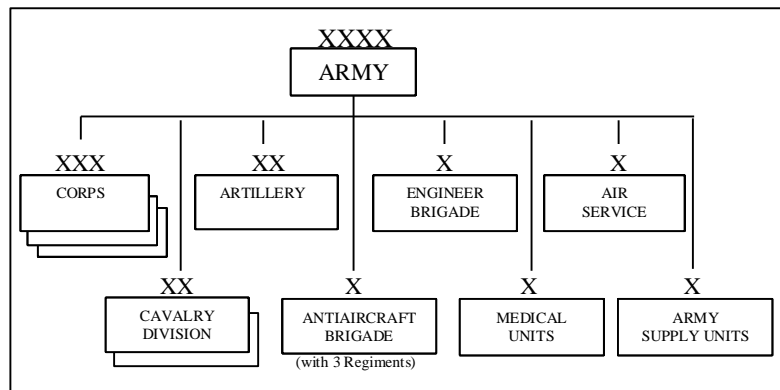 XXXX
ARMY
XXX
CORPS
XX
ARTILLERY
X
ENGINEER
BRIGADE
X
AIR
SERVICE
XX
CAVALRY
DIVISION
X
ANTIAIRCRAFT
BRIGADE
(with 3 Regiments)
X
MEDICAL
UNITS
X
ARMY
SUPPLY UNITS